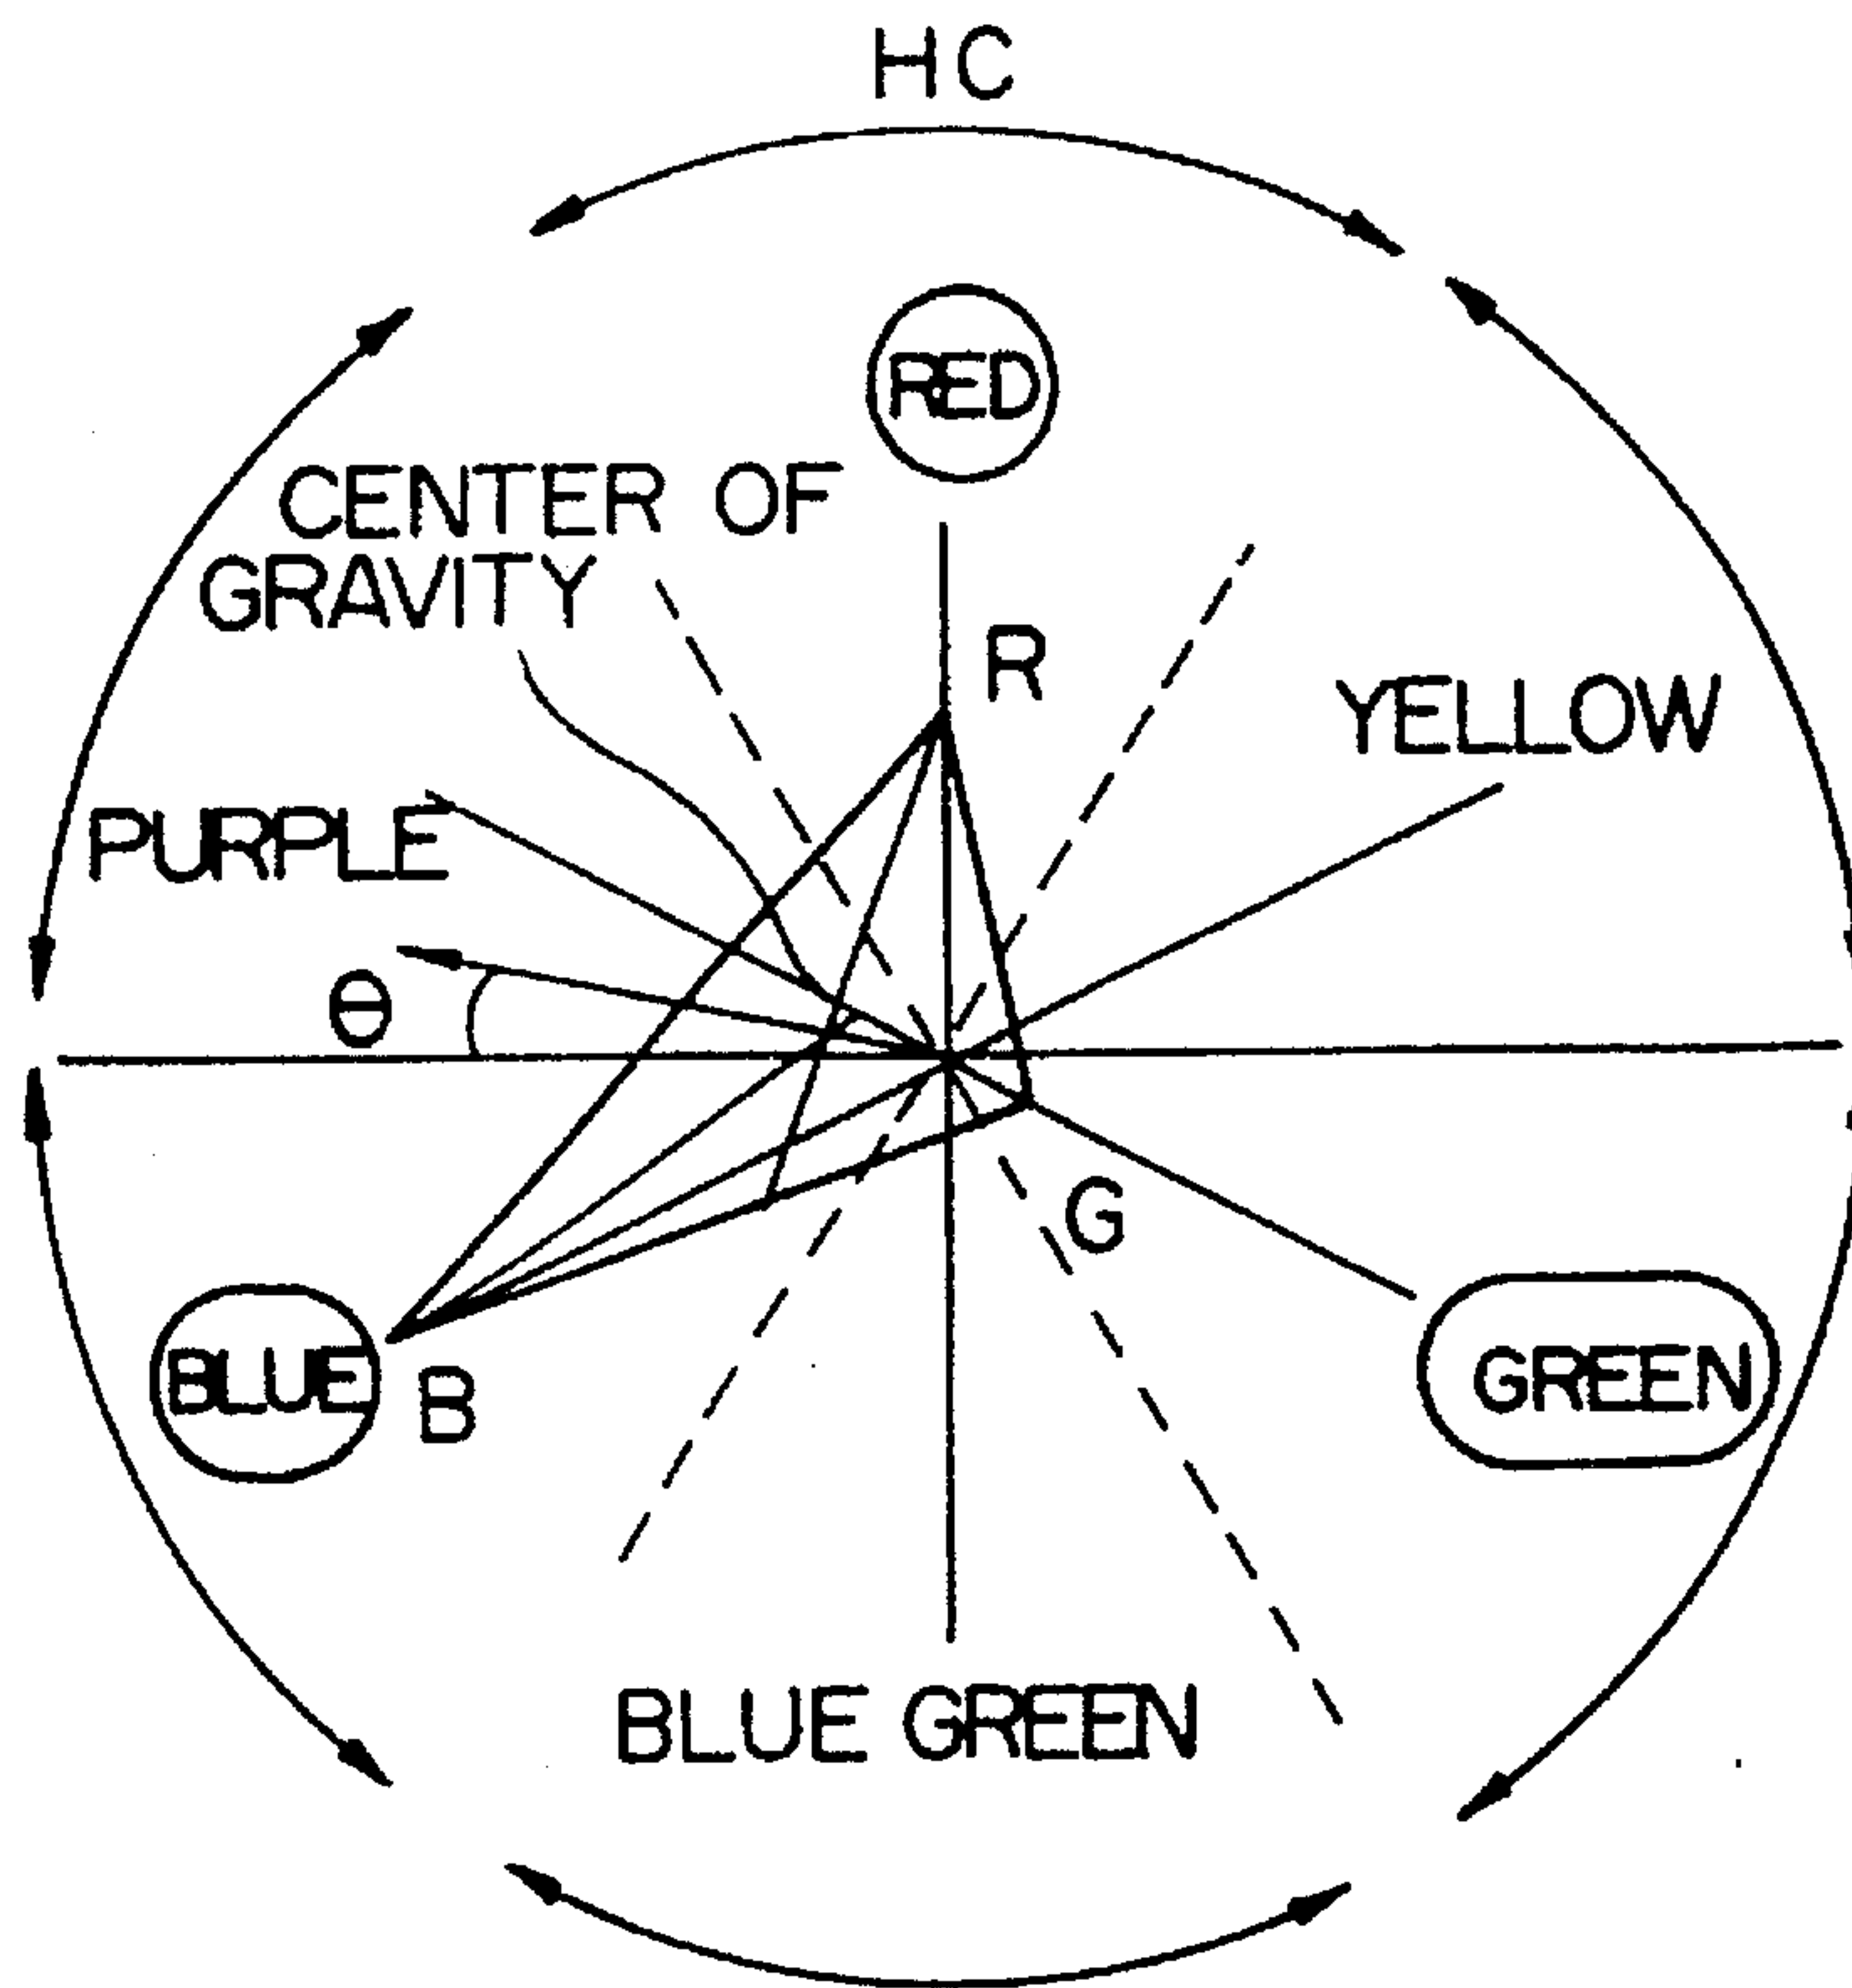 HC
RED
CENTER OF
GRAVITY
R
YELLOW
PURPLE
θ
G
BLUE
B
GREEN
BLUE GREEN